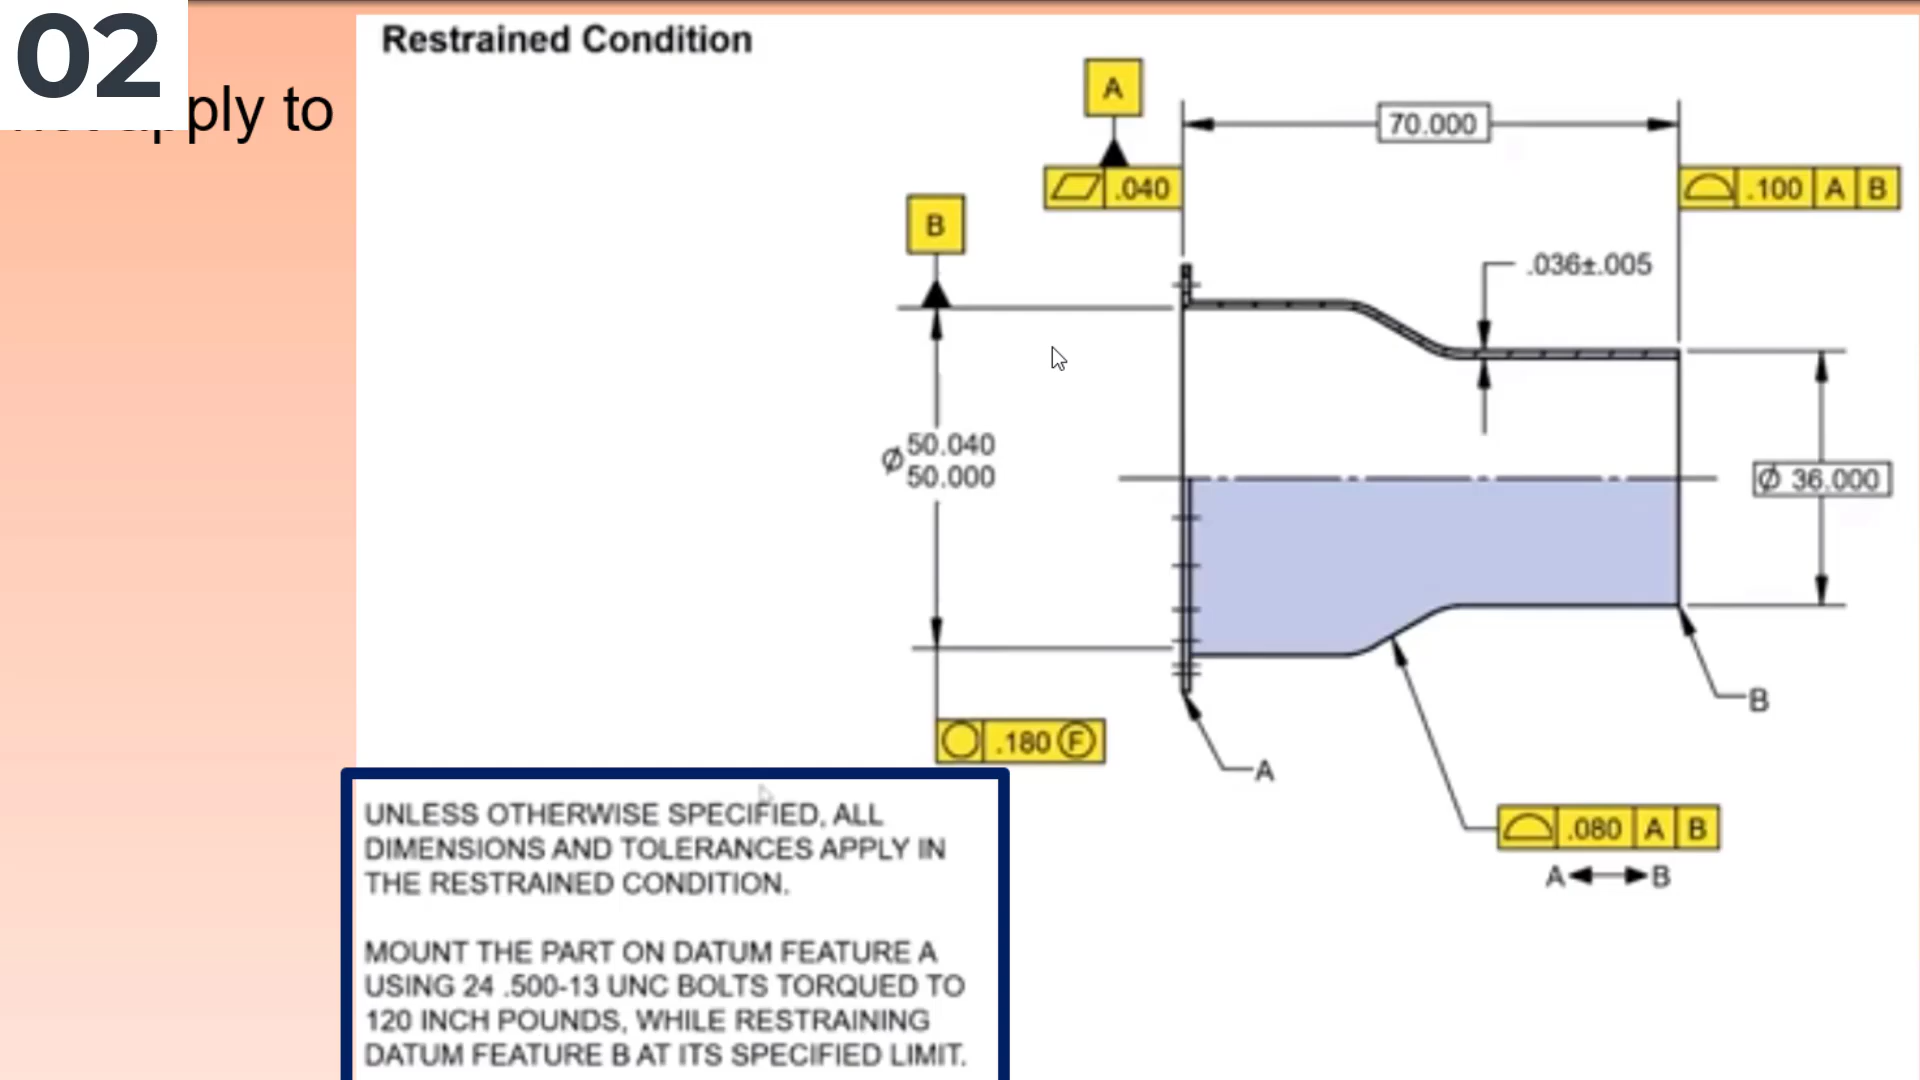 02
ply to
Restrained Condition
A
70.000
.040
.100 A B
B
.036±.005
Ø 50.040
50.000
Ø 36.000
B
.180 Ⓕ
A
.080 A B
A B
UNLESS OTHERWISE SPECIFIED, ALL
DIMENSIONS AND TOLERANCES APPLY IN
THE RESTRAINED CONDITION.
MOUNT THE PART ON DATUM FEATURE A
USING 24 .500-13 UNC BOLTS TORQUED TO
120 INCH POUNDS, WHILE RESTRAINING
DATUM FEATURE B AT ITS SPECIFIED LIMIT.